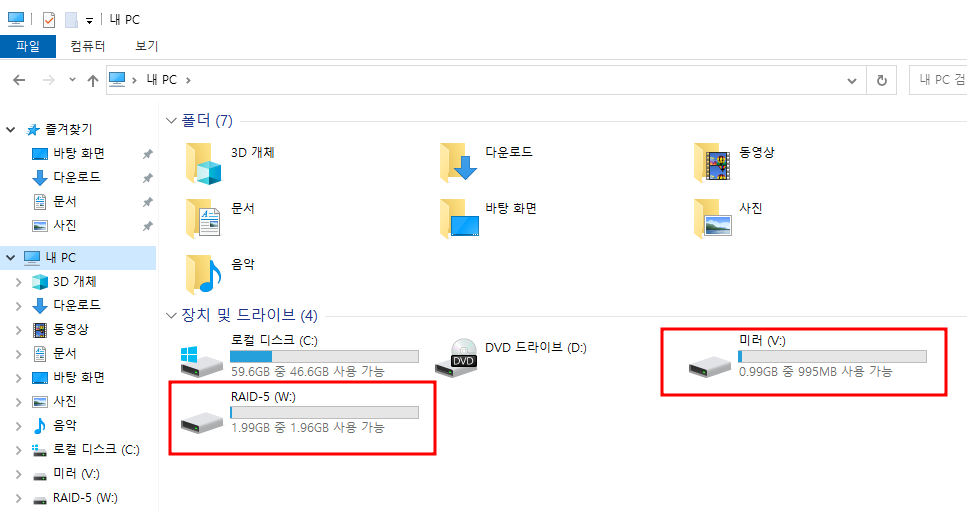 내 PC
파일 컴퓨터 보기
내 PC 내 PC 검
즐겨찾기
바탕 화면
다운로드
문서
사진
내 PC
3D 개체
다운로드
동영상
문서
바탕 화면
사진
음악
로컬 디스크 (C:)
미러 (V:)
RAID-5 (W:)
폴더 (7)
3D 개체 다운로드 동영상
문서 바탕 화면 사진
음악
장치 및 드라이브 (4)
로컬 디스크 (C:)
59.6GB 중 46.6GB 사용 가능
DVD
DVD 드라이브 (D:)
미러 (V:)
0.99GB 중 995MB 사용 가능
RAID-5 (W:)
1.99GB 중 1.96GB 사용 가능